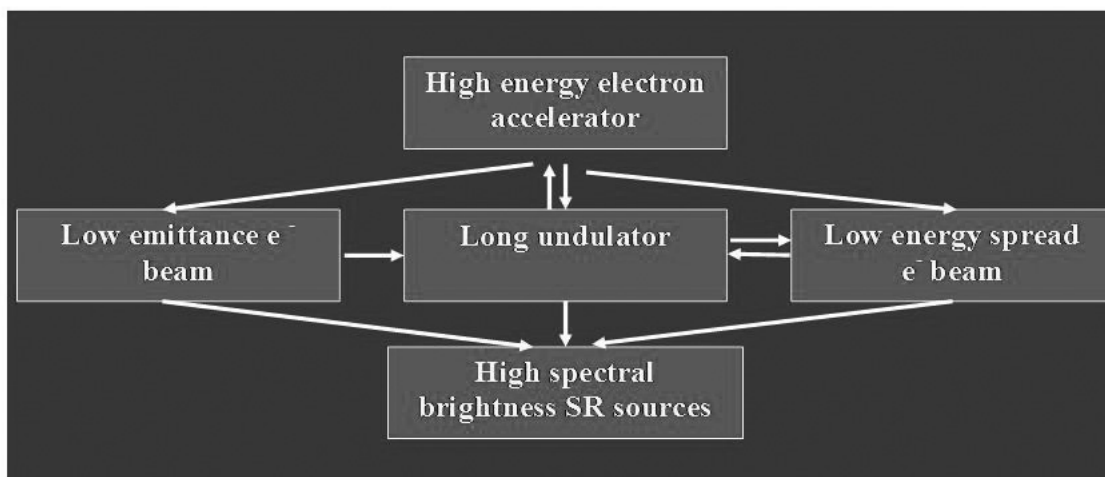 High energy electron
accelerator
Low emittance e⁻
beam
Long undulator
Low energy spread
e⁻ beam
High spectral
brightness SR sources